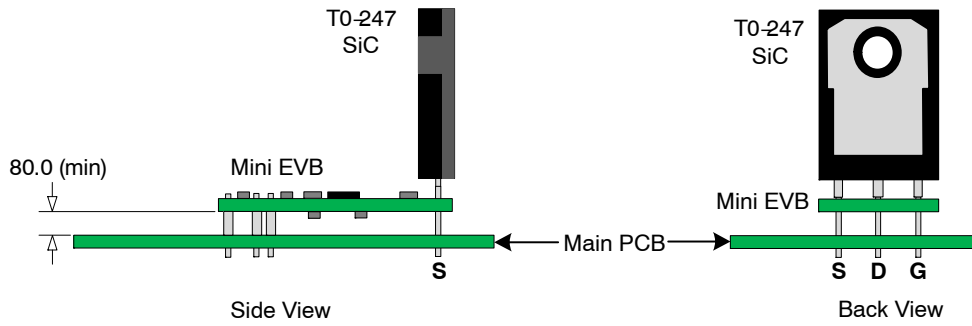 T0-247
SiC
T0-247
SiC
80.0 (min)
Mini EVB
Mini EVB
Main PCB
S
S D G
Side View
Back View